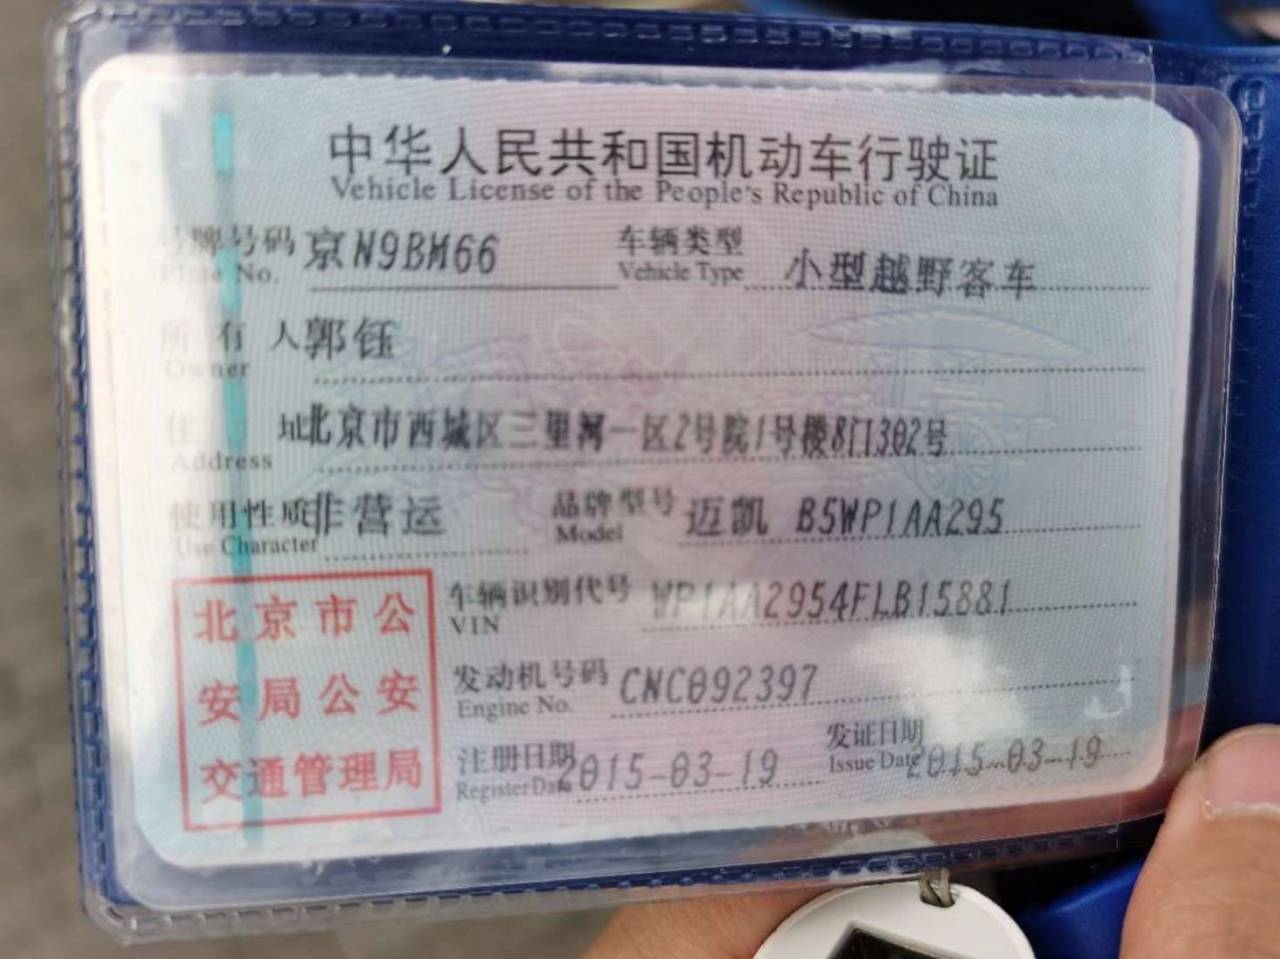 中华人民共和国机动车行驶证
Vehicle License of the People's Republic of China
号牌号码 京N9BM66 车辆类型 小型越野客车
Plate No. Vehicle Type
所有人 郭钰
Owner
住址 北京市西城区三里河一区2号院1号楼8门302号
Address
使用性质 非营运 品牌型号 迈凯 B5WP1AA295
Use Character Model
车辆识别代号 WP1AA2954FLB15881
VIN
发动机号码 CNC092397
Engine No.
注册日期 2015-03-19 发证日期 2015-03-19
Register Date Issue Date
北京市公
安局公安
交通管理局